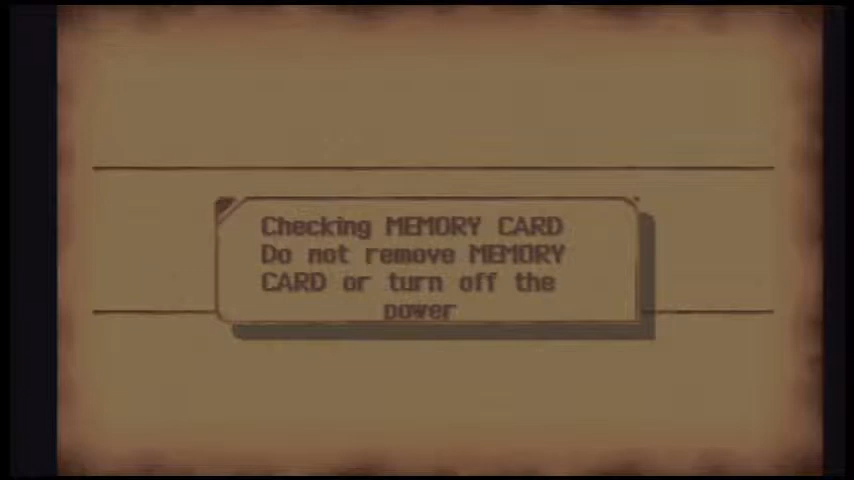 Checking MEMORY CARD
Do not remove MEMORY
CARD or turn off the
power